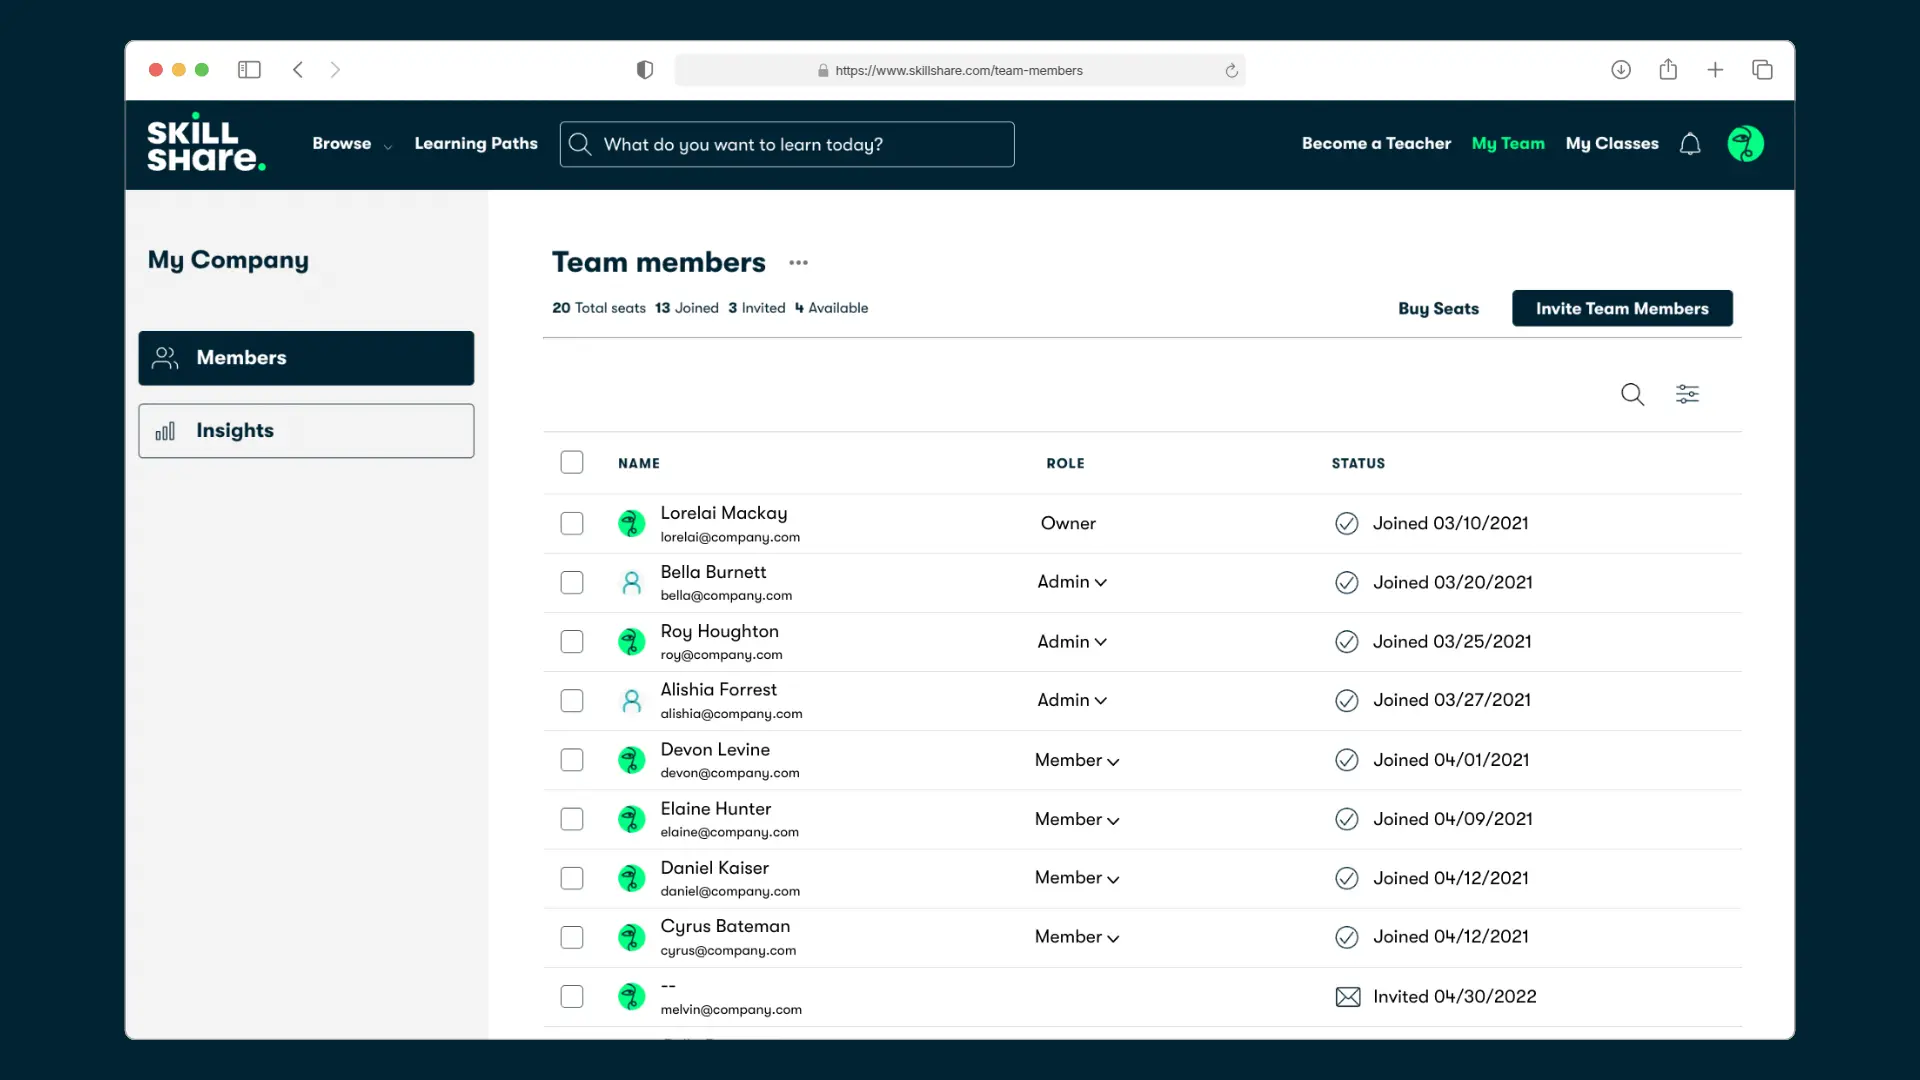 https://www.skillshare.com/team-members
SKiLL
SHare.
Browse
Learning Paths
What do you want to learn today?
Become a Teacher
My Team
My Classes
My Company
Members
Insights
Team members
20 Total seats 13 Joined 3 Invited 4 Available
Buy Seats
Invite Team Members
NAME ROLE STATUS
Lorelai Mackay
lorelai@company.com
Owner
Joined 03/10/2021
Bella Burnett
bella@company.com
Admin
Joined 03/20/2021
Roy Houghton
roy@company.com
Admin
Joined 03/25/2021
Alishia Forrest
alishia@company.com
Admin
Joined 03/27/2021
Devon Levine
devon@company.com
Member
Joined 04/01/2021
Elaine Hunter
elaine@company.com
Member
Joined 04/09/2021
Daniel Kaiser
daniel@company.com
Member
Joined 04/12/2021
Cyrus Bateman
cyrus@company.com
Member
Joined 04/12/2021
--
melvin@company.com
Invited 04/30/2022